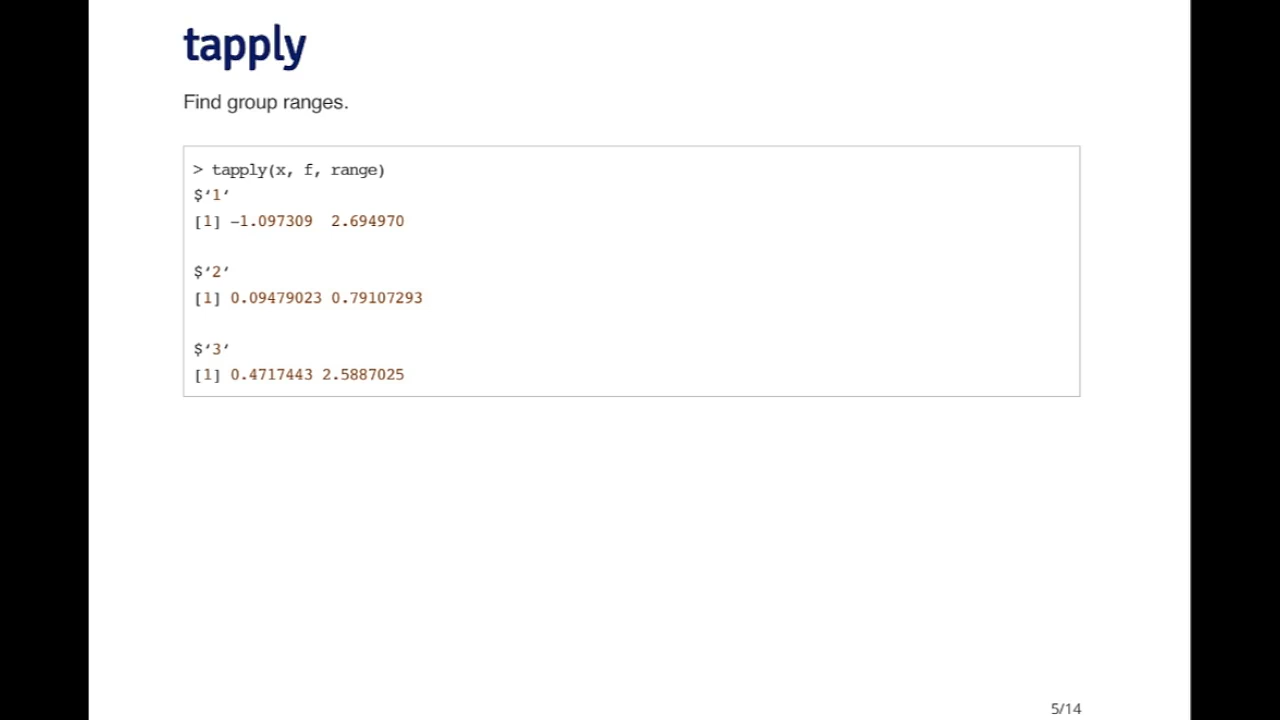 tapply
Find group ranges.
> tapply(x, f, range)
$‘1‘
[1] −1.097309  2.694970
$‘2‘
[1] 0.09479023 0.79107293
$‘3‘
[1] 0.4717443 2.5887025
5/14